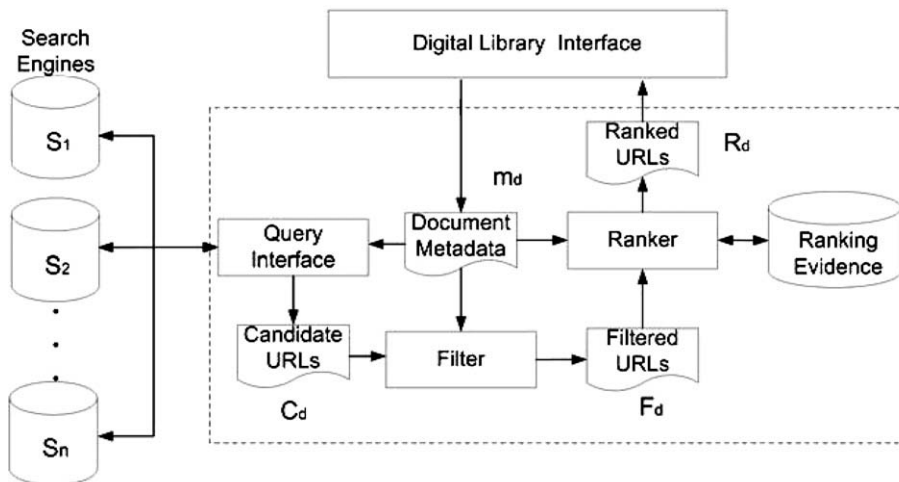 Digital Library Interface
Search
Engines
S1
S2
Sn
Ranked
URLs
Rd
md
Query
Interface
Document
Metadata
Ranker
Ranking
Evidence
Candidate
URLs
Filter
Filtered
URLs
Cd
Fd